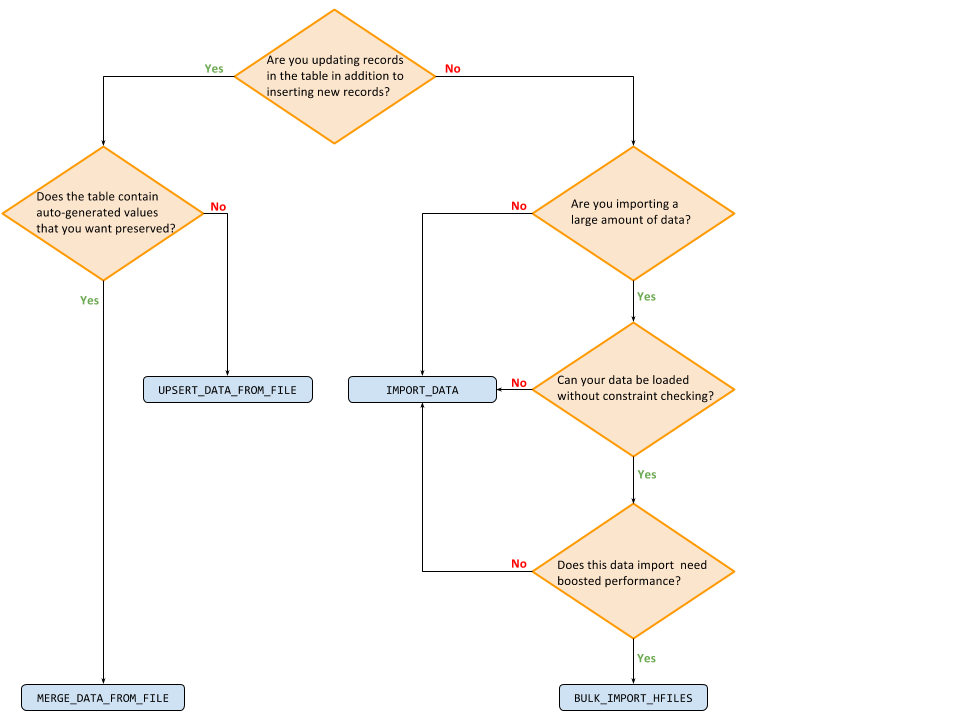 Are you updating records
in the table in addition to
inserting new records?
Yes
No
Does the table contain
auto-generated values
that you want preserved?
No
Yes
Are you importing a
large amount of data?
No
Yes
UPSERT_DATA_FROM_FILE
IMPORT_DATA
No
Can your data be loaded
without constraint checking?
Yes
No
Does this data import  need
boosted performance?
Yes
MERGE_DATA_FROM_FILE
BULK_IMPORT_HFILES